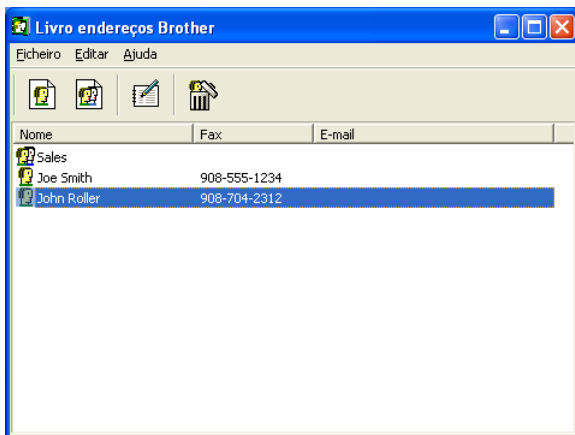 Livro endereços Brother
Ficheiro Editar Ajuda
Nome Fax E-mail
Sales
Joe Smith 908-555-1234
John Roller 908-704-2312